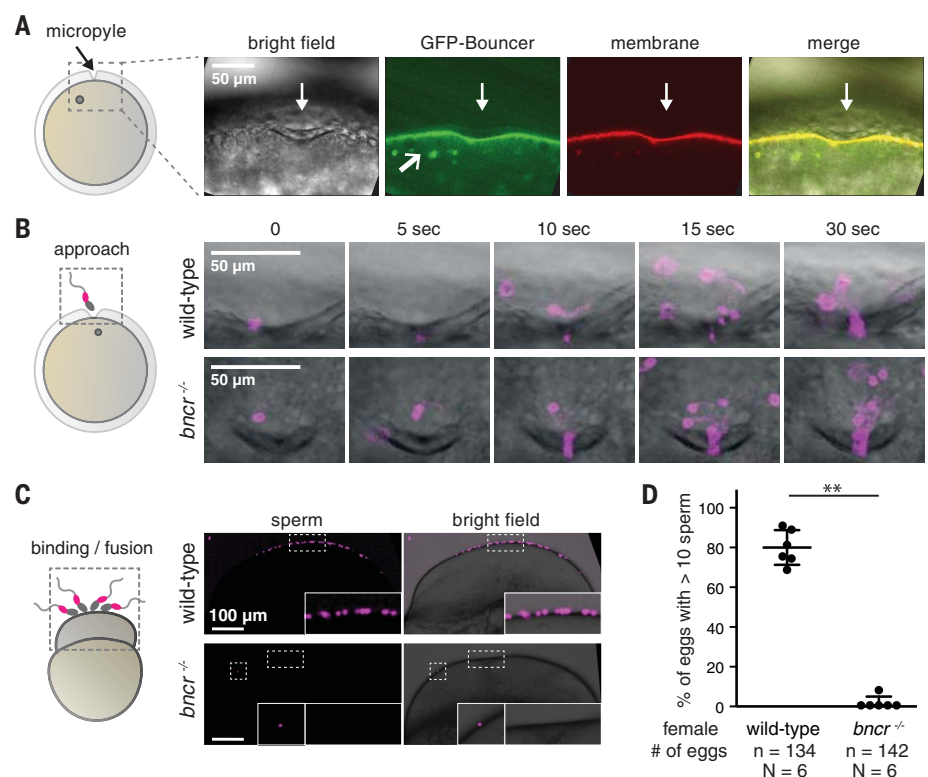 A
micropyle
bright field
GFP-Bouncer
membrane
merge
50 µm
B
approach
0
5 sec
10 sec
15 sec
30 sec
wild-type
50 µm
bncr -/-
50 µm
C
binding / fusion
sperm
bright field
wild-type
100 µm
bncr -/-
D
**
% of eggs with > 10 sperm
100
80
60
40
20
0
female
wild-type
bncr -/-
# of eggs
n = 134
n = 142
N = 6
N = 6